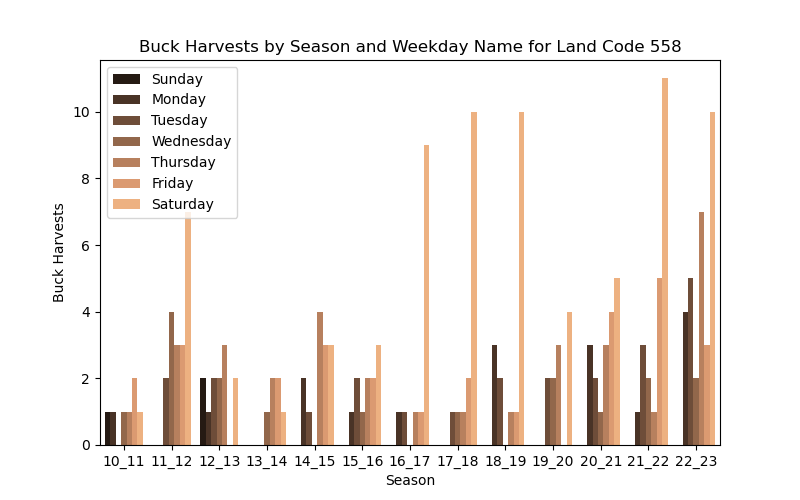 Buck Harvests by Season and Weekday Name for Land Code 558
Sunday
Monday
Tuesday
Wednesday
Thursday
Friday
Saturday
10
8
6
4
2
0
Buck Harvests
10_11 11_12 12_13 13_14 14_15 15_16 16_17 17_18 18_19 19_20 20_21 21_22 22_23
Season